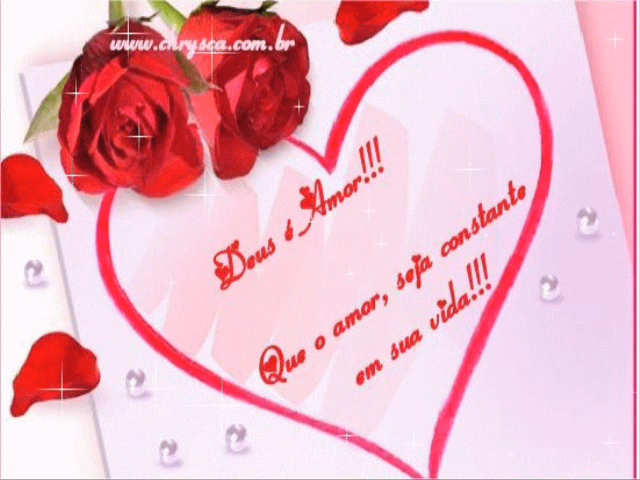 www.chrysca.com.br
Deus é Amor!!!
Que o amor, seja constante
em sua vida!!!